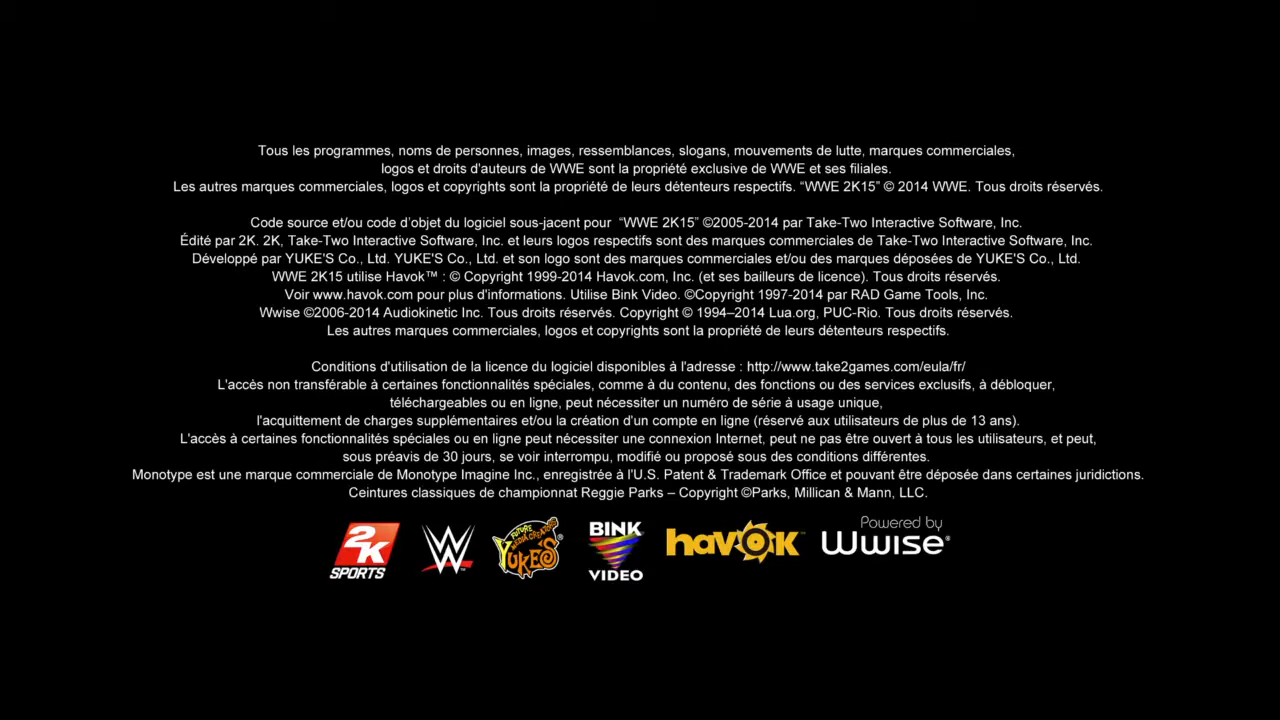 Tous les programmes, noms de personnes, images, ressemblances, slogans, mouvements de lutte, marques commerciales,
logos et droits d'auteurs de WWE sont la propriété exclusive de WWE et ses filiales.
Les autres marques commerciales, logos et copyrights sont la propriété de leurs détenteurs respectifs. “WWE 2K15” © 2014 WWE. Tous droits réservés.
Code source et/ou code d’objet du logiciel sous-jacent pour “WWE 2K15” ©2005-2014 par Take-Two Interactive Software, Inc.
Édité par 2K. 2K, Take-Two Interactive Software, Inc. et leurs logos respectifs sont des marques commerciales de Take-Two Interactive Software, Inc.
Développé par YUKE'S Co., Ltd. YUKE'S Co., Ltd. et son logo sont des marques commerciales et/ou des marques déposées de YUKE'S Co., Ltd.
WWE 2K15 utilise Havok™ : © Copyright 1999-2014 Havok.com, Inc. (et ses bailleurs de licence). Tous droits réservés.
Voir www.havok.com pour plus d'informations. Utilise Bink Video. ©Copyright 1997-2014 par RAD Game Tools, Inc.
Wwise ©2006-2014 Audiokinetic Inc. Tous droits réservés. Copyright © 1994–2014 Lua.org, PUC-Rio. Tous droits réservés.
Les autres marques commerciales, logos et copyrights sont la propriété de leurs détenteurs respectifs.
Conditions d'utilisation de la licence du logiciel disponibles à l'adresse : http://www.take2games.com/eula/fr/
L'accès non transférable à certaines fonctionnalités spéciales, comme à du contenu, des fonctions ou des services exclusifs, à débloquer,
téléchargeables ou en ligne, peut nécessiter un numéro de série à usage unique,
l'acquittement de charges supplémentaires et/ou la création d’un compte en ligne (réservé aux utilisateurs de plus de 13 ans).
L'accès à certaines fonctionnalités spéciales ou en ligne peut nécessiter une connexion Internet, peut ne pas être ouvert à tous les utilisateurs, et peut,
sous préavis de 30 jours, se voir interrompu, modifié ou proposé sous des conditions différentes.
Monotype est une marque commerciale de Monotype Imagine Inc., enregistrée à l'U.S. Patent & Trademark Office et pouvant être déposée dans certaines juridictions.
Ceintures classiques de championnat Reggie Parks – Copyright ©Parks, Millican & Mann, LLC.
2K SPORTS
W
FUTURE MEDIA CREATORS YUKE'S ®
BINK VIDEO
havok™
Powered by Wwise®